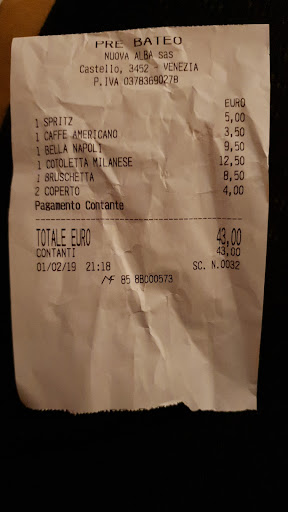 PRE BATEO
NUOVA ALBA sas
Castello, 3452 - VENEZIA
P.IVA 03783690278
EURO
1 SPRITZ 5,00
1 CAFFE AMERICANO 3,50
1 BELLA NAPOLI 9,50
1 COTOLETTA MILANESE 12,50
1 BRUSCHETTA 8,50
2 COPERTO 4,00
Pagamento Contante
TOTALE EURO 43,00
CONTANTI 43,00
01/02/19 21:18 SC. N.0032
MF 85 88000573